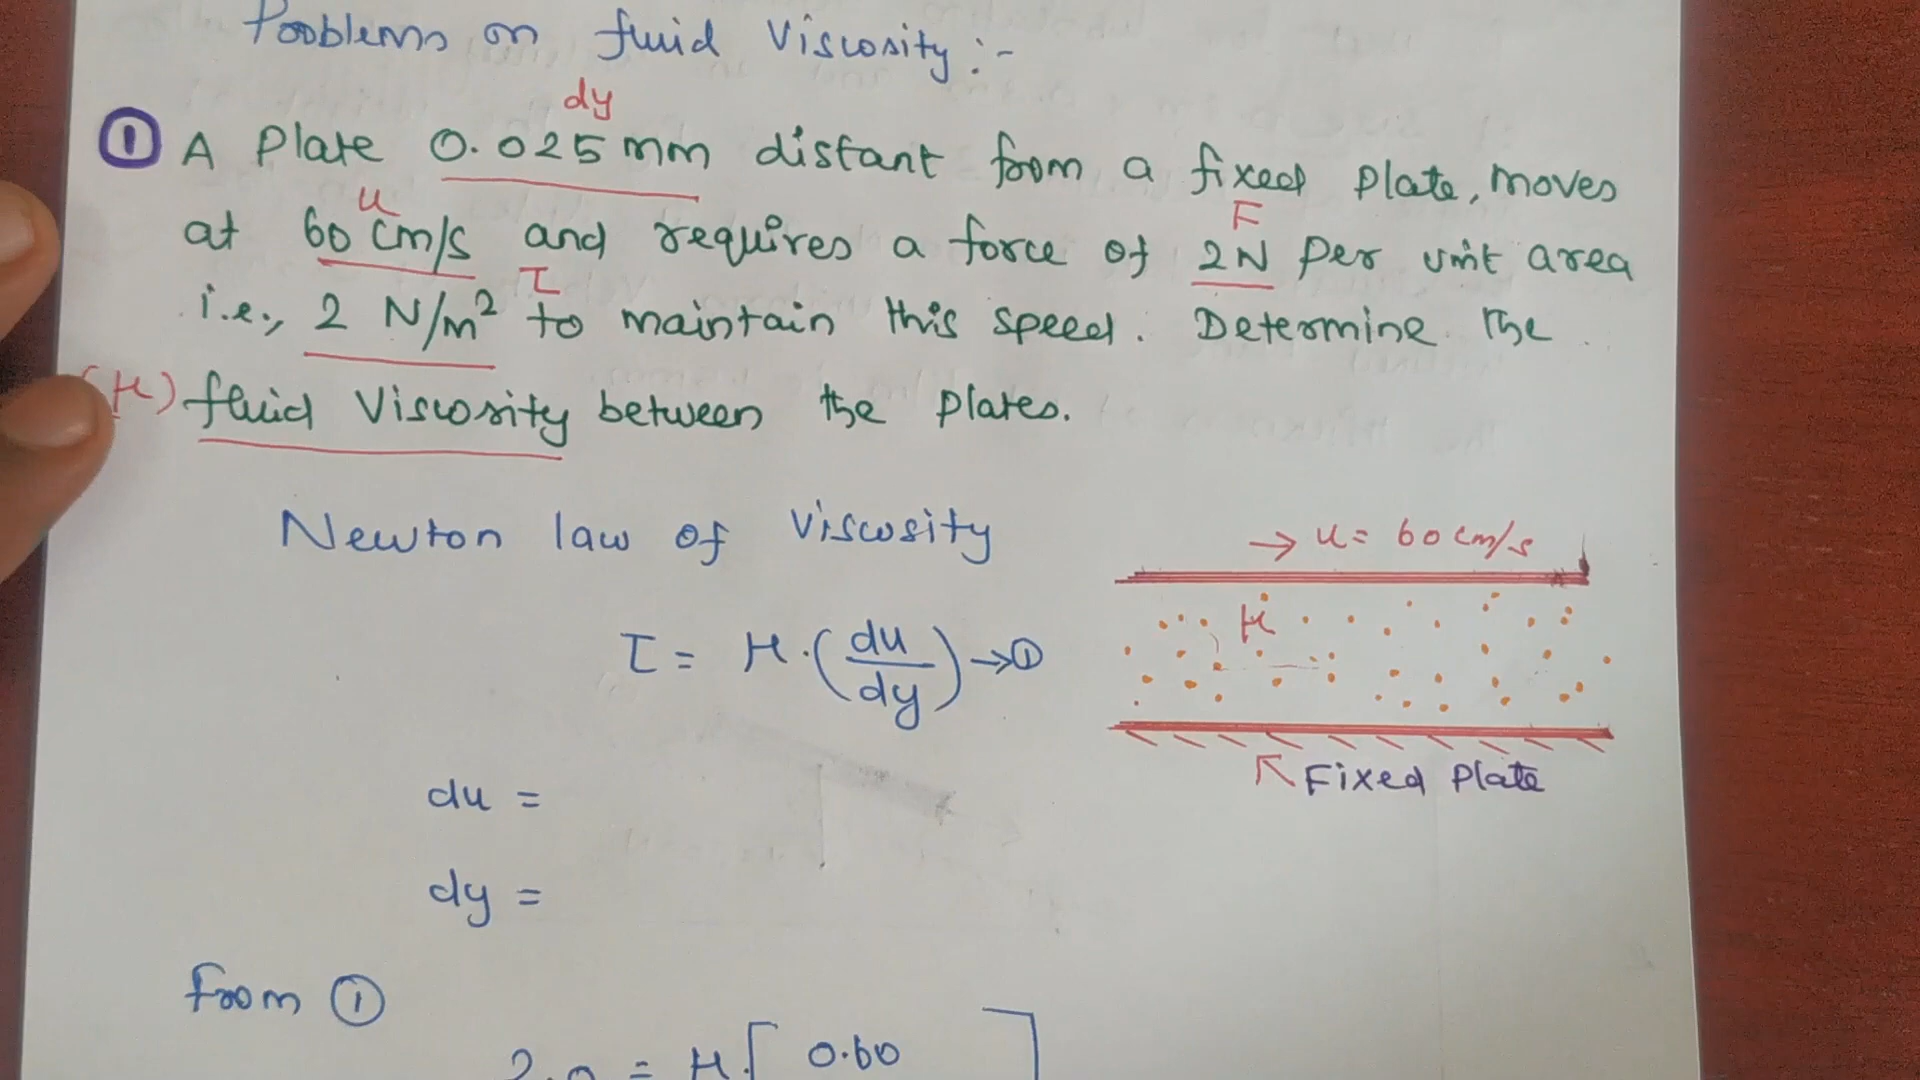 Problems on fluid Viscosity :-
dy
① A Plate 0.025 mm distant from a fixed Plate, moves
u
F
at 60 cm/s and requires a force of 2N Per unit area
τ
i.e., 2 N/m² to maintain this speed. Determine the
(μ) fluid Viscosity between the plates.
Newton law of Viscosity
→ u = 60 cm/s
μ
τ = μ.(du/dy) → ①
Fixed Plate
du =
dy =
from ①
2.0 = μ.[ 0.60 ]